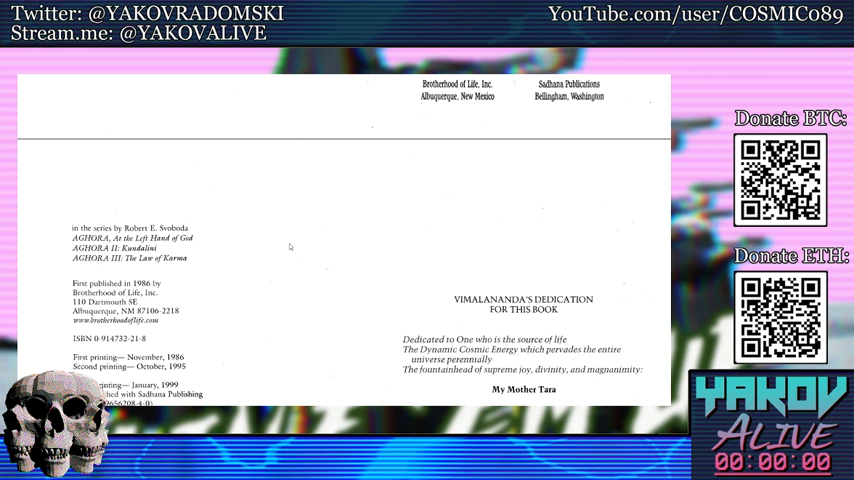 Twitter: @YAKOVRADOMSKI
Stream.me: @YAKOVALIVE
YouTube.com/user/COSMIC089
Brotherhood of Life, Inc.
Albuquerque, New Mexico
Sadhana Publications
Bellingham, Washington
in the series by Robert E. Svoboda
AGHORA, At the Left Hand of God
AGHORA II: Kundalini
AGHORA III: The Law of Karma
First published in 1986 by
Brotherhood of Life, Inc.
110 Dartmouth SE
Albuquerque, NM 87106-2218
www.brotherhoodoflife.com
ISBN 0-914732-21-8
First printing— November, 1986
Second printing— October, 1995
printing— January, 1999
with Sadhana Publishing
VIMALANANDA'S DEDICATION
FOR THIS BOOK
Dedicated to One who is the source of life
The Dynamic Cosmic Energy which pervades the entire
universe perennially
The fountainhead of supreme joy, divinity, and magnanimity:
My Mother Tara
Donate BTC:
Donate ETH:
YAKOV
ALIVE
00:00:00